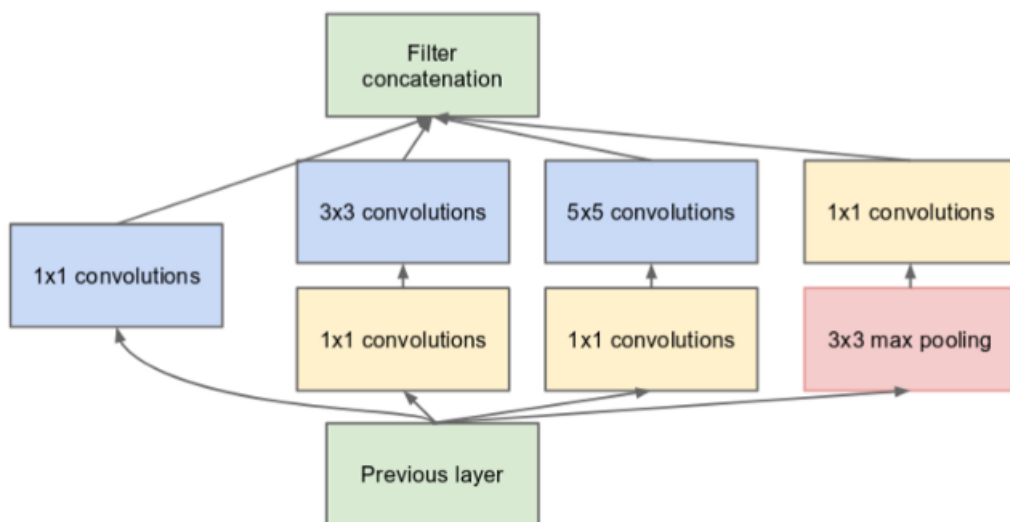 Filter
concatenation
3x3 convolutions
5x5 convolutions
1x1 convolutions
1x1 convolutions
1x1 convolutions
1x1 convolutions
3x3 max pooling
Previous layer